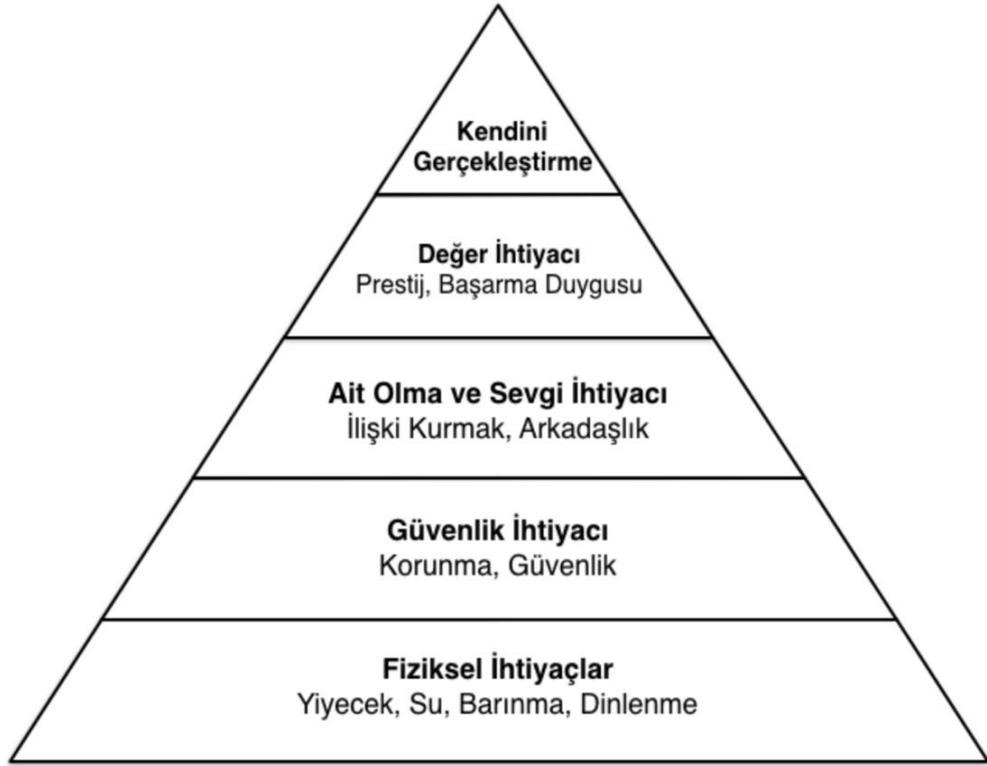 Kendini
Gerçekleştirme
Değer İhtiyacı
Prestij, Başarma Duygusu
Ait Olma ve Sevgi İhtiyacı
İlişki Kurmak, Arkadaşlık
Güvenlik İhtiyacı
Korunma, Güvenlik
Fiziksel İhtiyaçlar
Yiyecek, Su, Barınma, Dinlenme